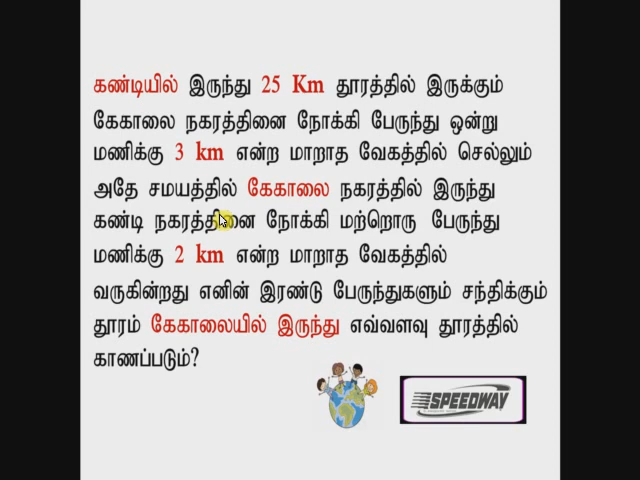 கண்டியில் இருந்து 25 Km தூரத்தில் இருக்கும்
கேகாலை நகரத்தினை நோக்கி பேருந்து ஒன்று
மணிக்கு 3 km என்ற மாறாத வேகத்தில் செல்லும்
அதே சமயத்தில் கேகாலை நகரத்தில் இருந்து
கண்டி நகரத்தினை நோக்கி மற்றொரு பேருந்து
மணிக்கு 2 km என்ற மாறாத வேகத்தில்
வருகின்றது எனின் இரண்டு பேருந்துகளும் சந்திக்கும்
தூரம் கேகாலையில் இருந்து எவ்வளவு தூரத்தில்
காணப்படும்?
SPEEDWAY